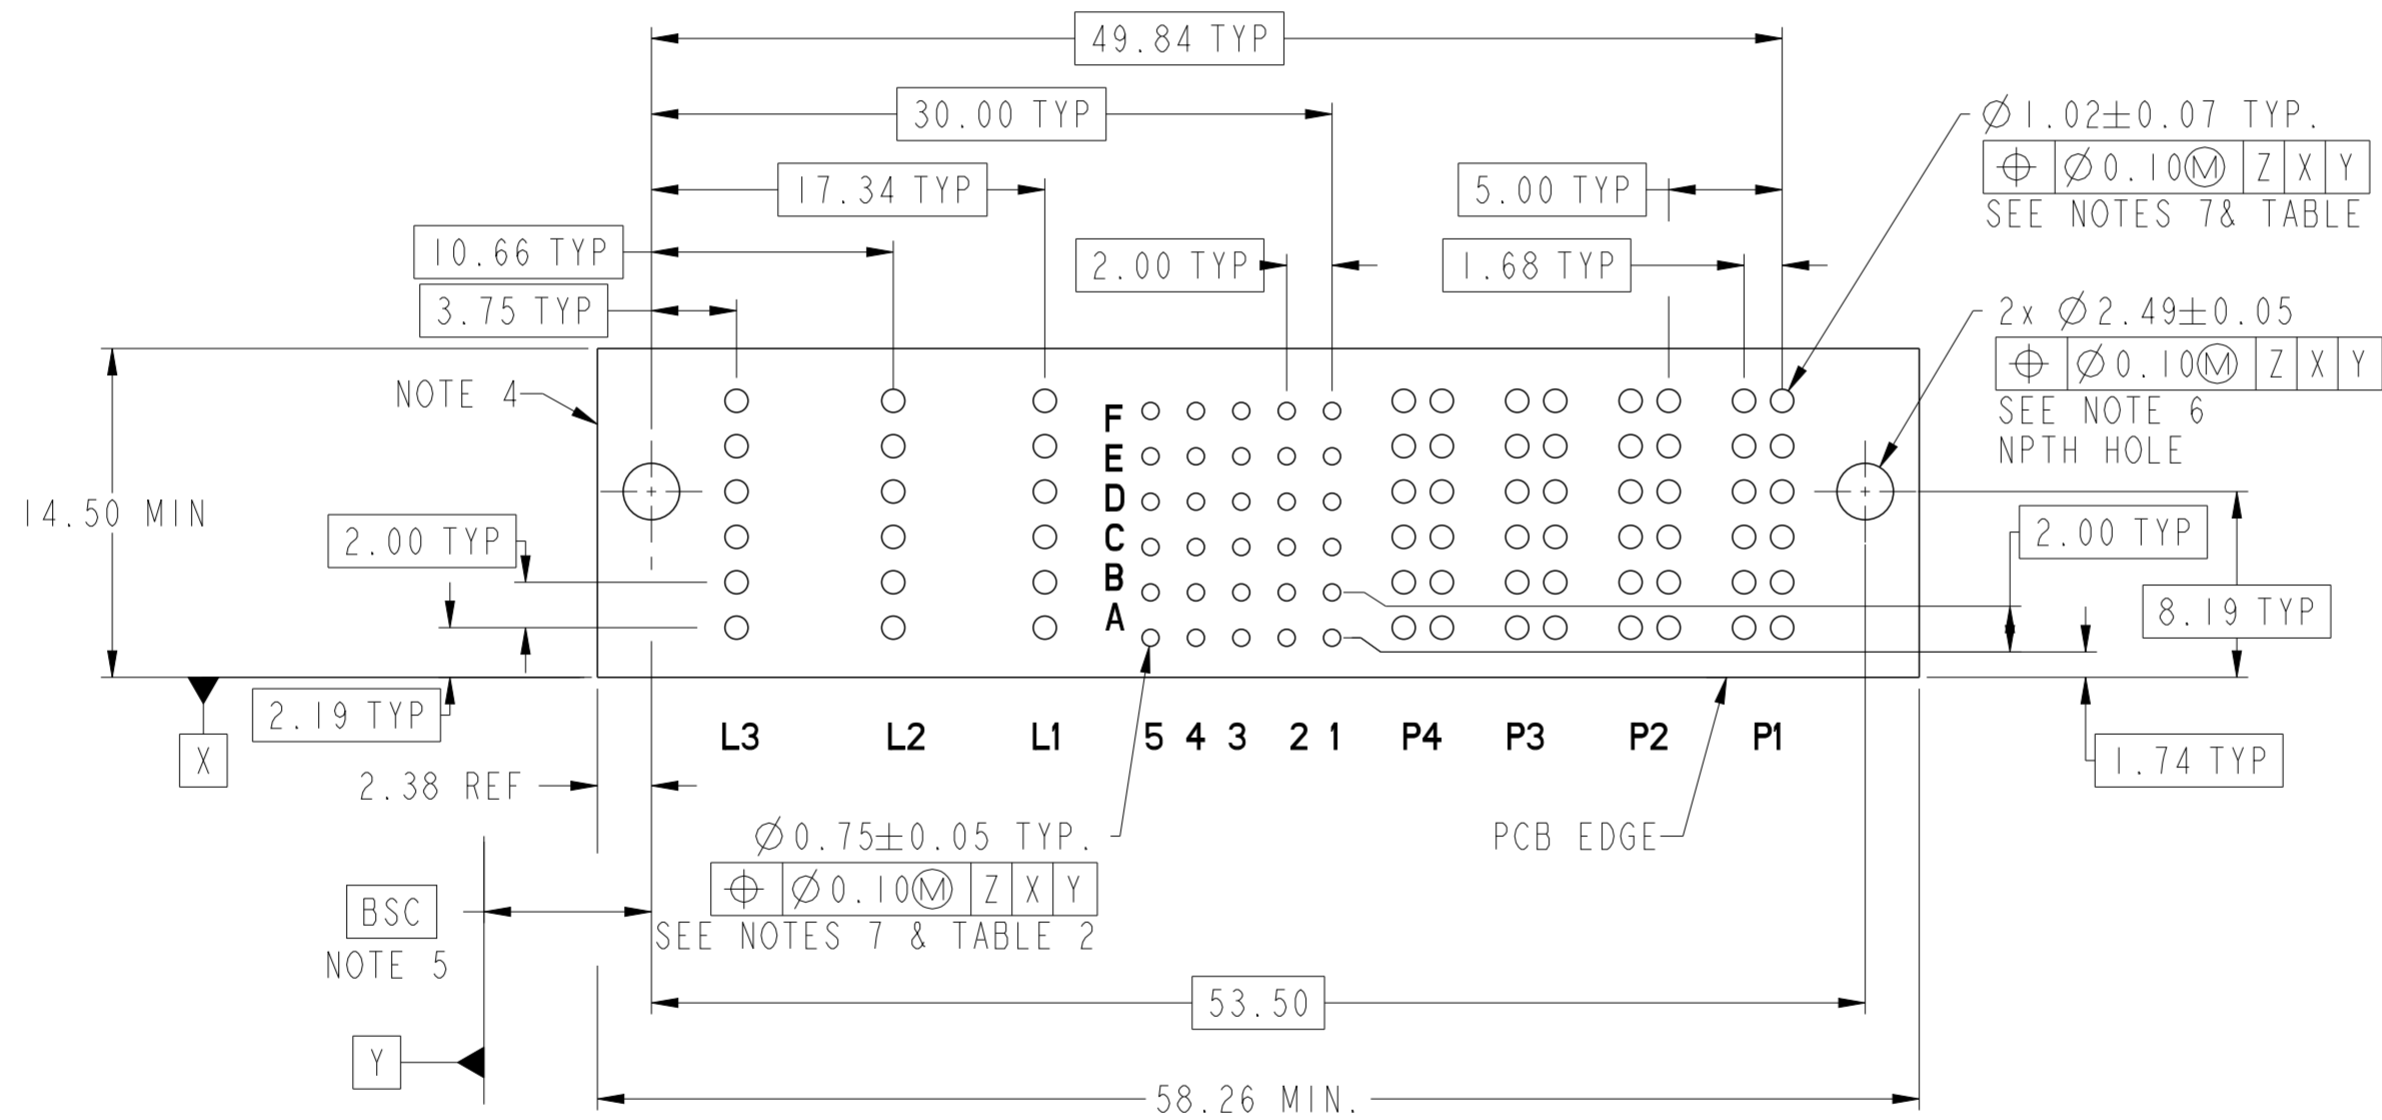 49.84 TYP
30.00 TYP
17.34 TYP
5.00 TYP
10.66 TYP
2.00 TYP
1.68 TYP
3.75 TYP
Ø1.02±0.07 TYP.
⌖ Ø0.10Ⓜ Z X Y
SEE NOTES 7& TABLE
2x Ø2.49±0.05
⌖ Ø0.10Ⓜ Z X Y
SEE NOTE 6
NPTH HOLE
NOTE 4
14.50 MIN
F
E
D
C
B
A
2.00 TYP
2.00 TYP
8.19 TYP
2.19 TYP
1.74 TYP
X
L3 L2 L1 5 4 3 2 1 P4 P3 P2 P1
2.38 REF
Ø0.75±0.05 TYP.
⌖ Ø0.10Ⓜ Z X Y
SEE NOTES 7 & TABLE 2
PCB EDGE
BSC
NOTE 5
53.50
Y
58.26 MIN.